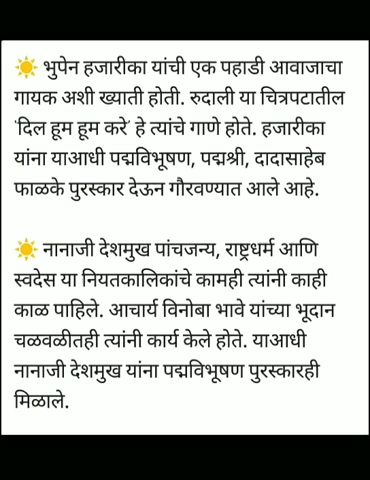 ☀️ भुपेन हजारीका यांची एक पहाडी आवाजाचा
गायक अशी ख्याती होती. रुदाली या चित्रपटातील
'दिल हूम हूम करे' हे त्यांचे गाणे होते. हजारीका
यांना याआधी पद्मविभूषण, पद्मश्री, दादासाहेब
फाळके पुरस्कार देऊन गौरवण्यात आले आहे.
☀️ नानाजी देशमुख पांचजन्य, राष्ट्रधर्म आणि
स्वदेस या नियतकालिकांचे कामही त्यांनी काही
काळ पाहिले. आचार्य विनोबा भावे यांच्या भूदान
चळवळीतही त्यांनी कार्य केले होते. याआधी
नानाजी देशमुख यांना पद्मविभूषण पुरस्कारही
मिळाले.